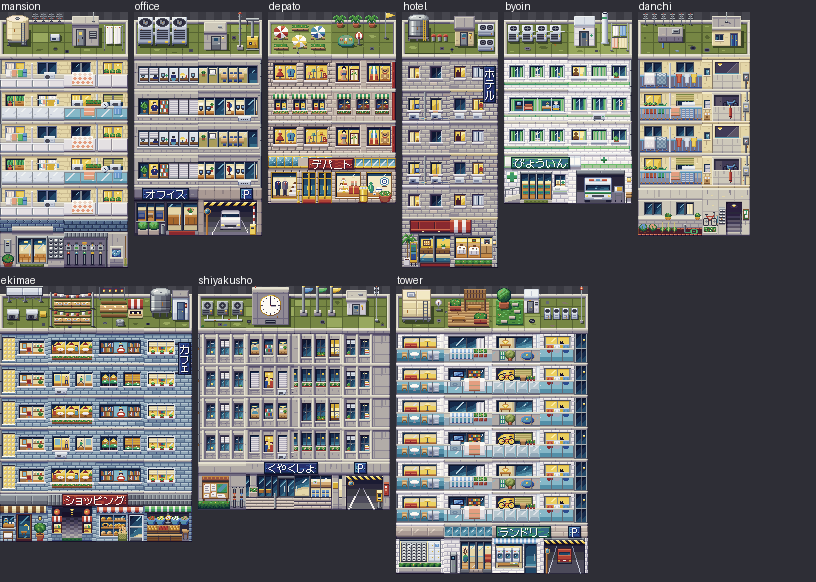 mansion office depato hotel byoin danchi
ホテル
デパート
びょういん
オフィス P
ekimae shiyakusho tower
カフェ
くやくしょ P
ショッピング
ランドリー P